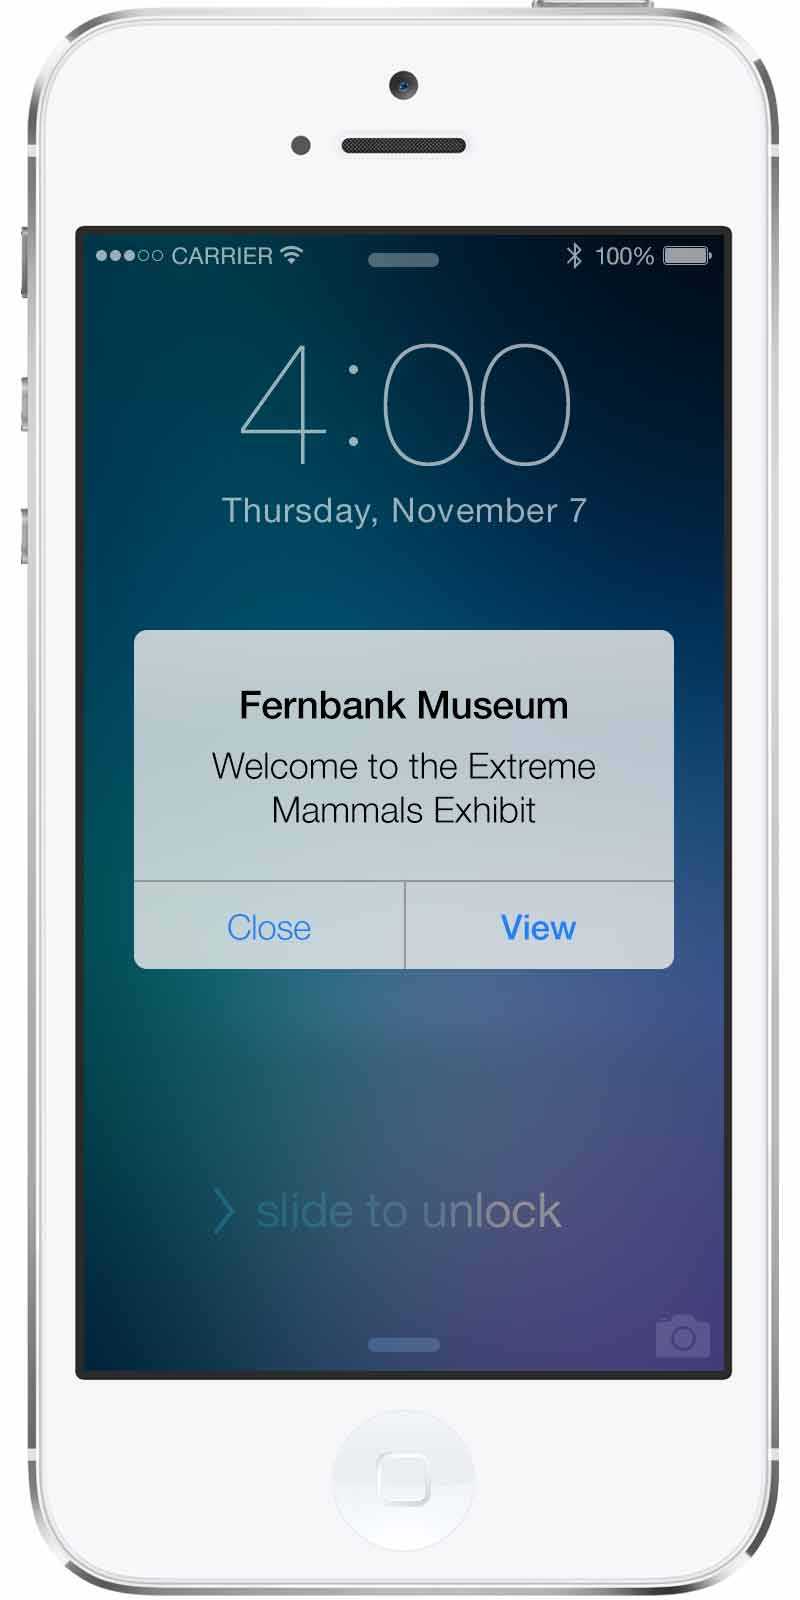 CARRIER 100%
4:00
Thursday, November 7
Fernbank Museum
Welcome to the Extreme
Mammals Exhibit
Close View
slide to unlock